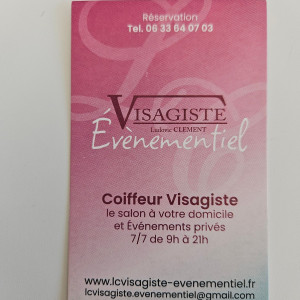 Réservation
Tel. 06 33 64 07 03
VISAGISTE
Ludovic CLEMENT
Évènementiel
Coiffeur Visagiste
le salon à votre domicile
et Événements privés
7/7 de 9h à 21h
www.lcvisagiste-evenementiel.fr
lcvisagiste.evenementiel@gmail.com